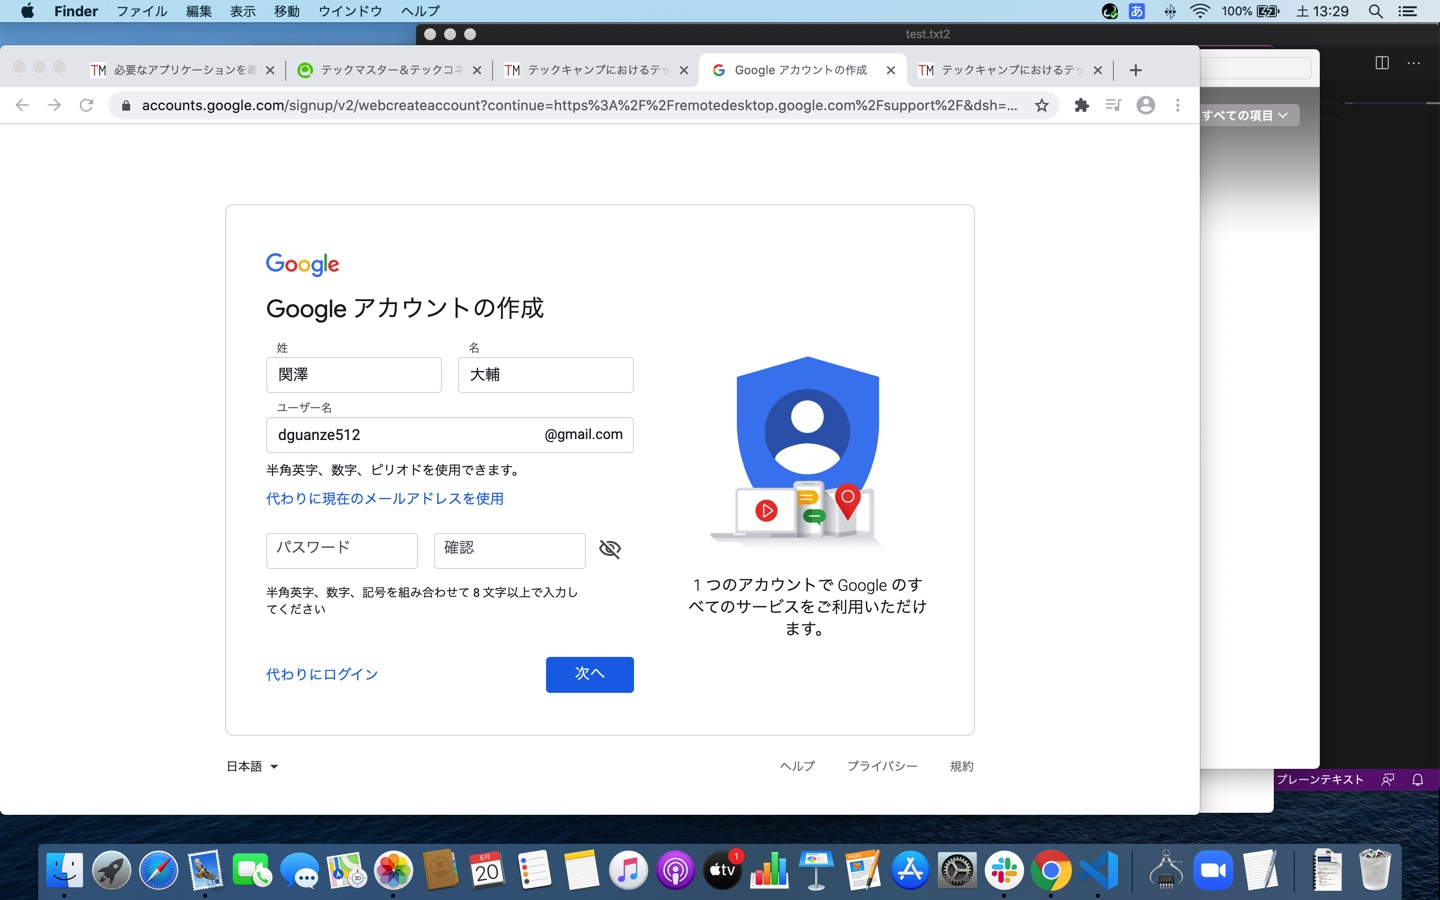 Finder ファイル 編集 表示 移動 ウインドウ ヘルプ あ 100% 土 13:29
test.txt2
TM 必要なアプリケーションを導 テックマスター＆テックコネ TM テックキャンプにおけるテッ Google アカウントの作成 TM テックキャンプにおけるテッ
accounts.google.com/signup/v2/webcreateaccount?continue=https%3A%2F%2Fremotedesktop.google.com%2Fsupport%2F&dsh=...
すべての項目
Google
Google アカウントの作成
姓 名
関澤 大輔
ユーザー名
dguanze512 @gmail.com
半角英字、数字、ピリオドを使用できます。
代わりに現在のメールアドレスを使用
パスワード 確認
半角英字、数字、記号を組み合わせて 8 文字以上で入力し
てください
1 つのアカウントで Google のす
べてのサービスをご利用いただけ
ます。
代わりにログイン 次へ
日本語 ヘルプ プライバシー 規約
プレーンテキスト
6月
20
3D
tv
1